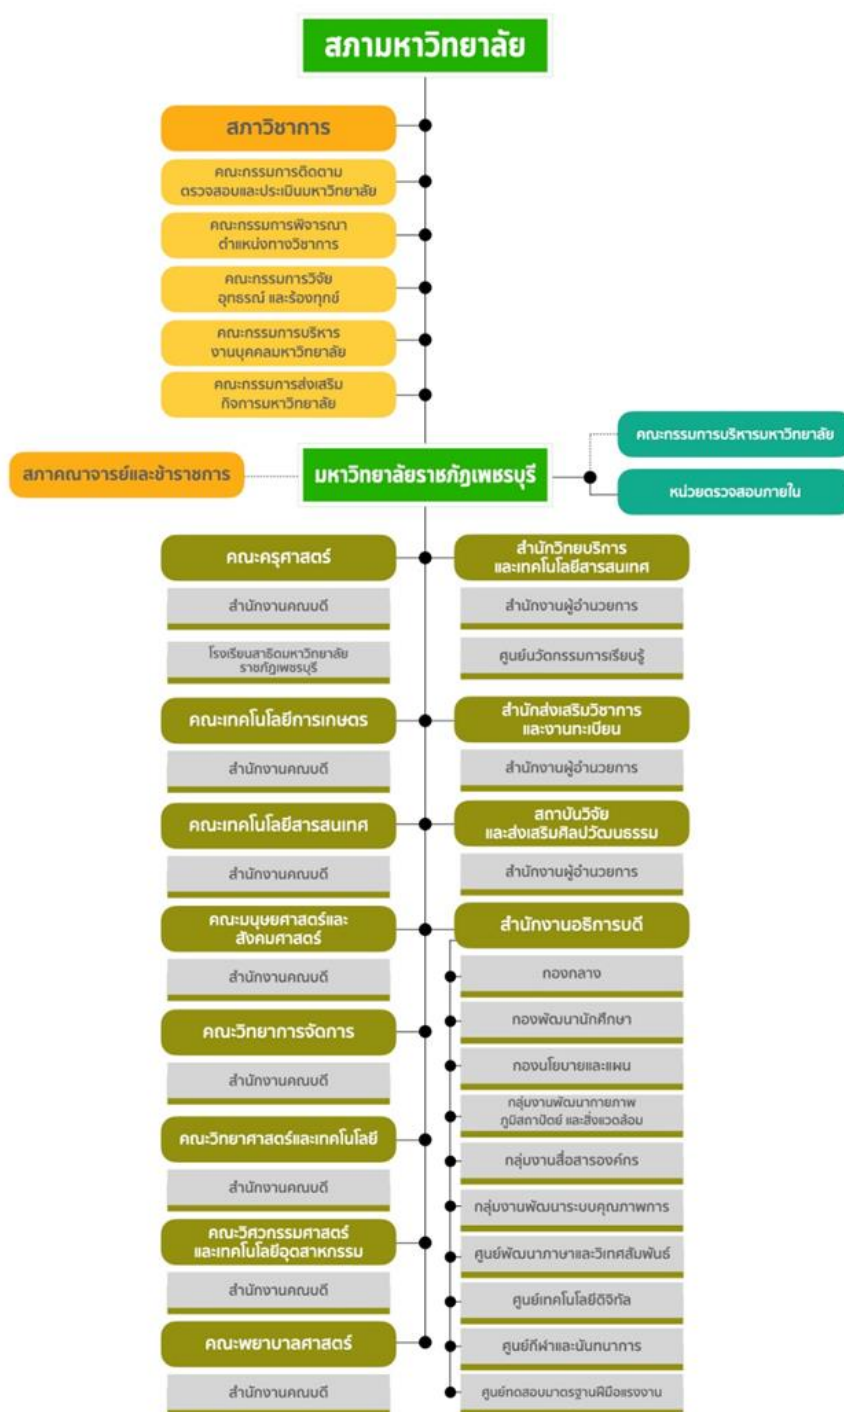 สภามหาวิทยาลัย
สภาวิชาการ
คณะกรรมการติดตาม
ตรวจสอบและประเมินมหาวิทยาลัย
คณะกรรมการพิจารณา
ตำแหน่งทางวิชาการ
คณะกรรมการวิจัย
อุทธรณ์ และร้องทุกข์
คณะกรรมการบริหาร
งานบุคคลมหาวิทยาลัย
คณะกรรมการส่งเสริม
กิจการมหาวิทยาลัย
คณะกรรมการบริหารมหาวิทยาลัย
สภาคณาจารย์และข้าราชการ
มหาวิทยาลัยราชภัฏเพชรบุรี
หน่วยตรวจสอบภายใน
คณะครุศาสตร์
สำนักงานคณบดี
โรงเรียนสาธิตมหาวิทยาลัย
ราชภัฏเพชรบุรี
คณะเทคโนโลยีการเกษตร
สำนักงานคณบดี
คณะเทคโนโลยีสารสนเทศ
สำนักงานคณบดี
คณะมนุษยศาสตร์และ
สังคมศาสตร์
สำนักงานคณบดี
คณะวิทยาการจัดการ
สำนักงานคณบดี
คณะวิทยาศาสตร์และเทคโนโลยี
สำนักงานคณบดี
คณะวิศวกรรมศาสตร์
และเทคโนโลยีอุตสาหกรรม
สำนักงานคณบดี
คณะพยาบาลศาสตร์
สำนักงานคณบดี
สำนักวิทยบริการ
และเทคโนโลยีสารสนเทศ
สำนักงานผู้อำนวยการ
ศูนย์นวัตกรรมการเรียนรู้
สำนักส่งเสริมวิชาการ
และงานทะเบียน
สำนักงานผู้อำนวยการ
สถาบันวิจัย
และส่งเสริมศิลปวัฒนธรรม
สำนักงานผู้อำนวยการ
สำนักงานอธิการบดี
กองกลาง
กองพัฒนานักศึกษา
กองนโยบายและแผน
กลุ่มงานพัฒนากายภาพ
ภูมิสถาปัตย์ และสิ่งแวดล้อม
กลุ่มงานสื่อสารองค์กร
กลุ่มงานพัฒนาระบบคุณภาพการ
ศูนย์พัฒนาภาษาและวิเทศสัมพันธ์
ศูนย์เทคโนโลยีดิจิทัล
ศูนย์กีฬาและนันทนาการ
ศูนย์ทดสอบมาตรฐานฝีมือแรงงาน